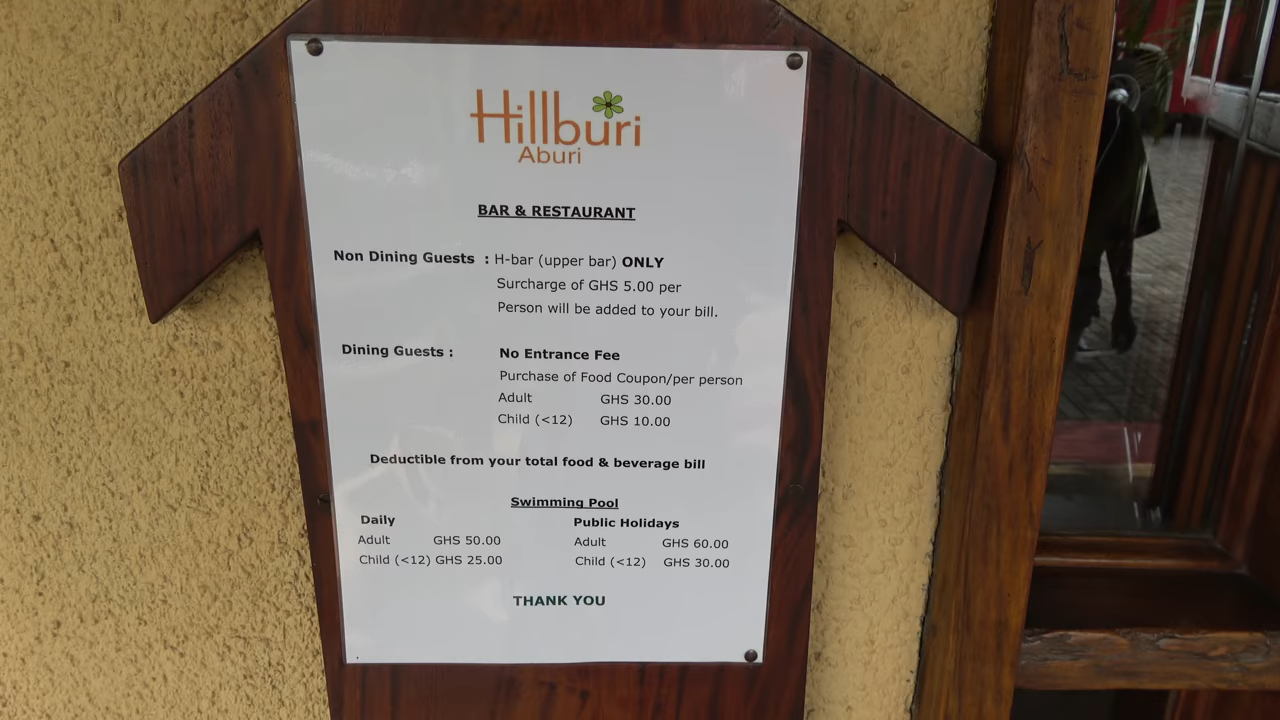 Hillburi
Aburi
BAR & RESTAURANT
Non Dining Guests : H-bar (upper bar) ONLY
Surcharge of GHS 5.00 per
Person will be added to your bill.
Dining Guests : No Entrance Fee
Purchase of Food Coupon/per person
Adult GHS 30.00
Child (<12) GHS 10.00
Deductible from your total food & beverage bill
Swimming Pool
Daily Public Holidays
Adult GHS 50.00 Adult GHS 60.00
Child (<12) GHS 25.00 Child (<12) GHS 30.00
THANK YOU